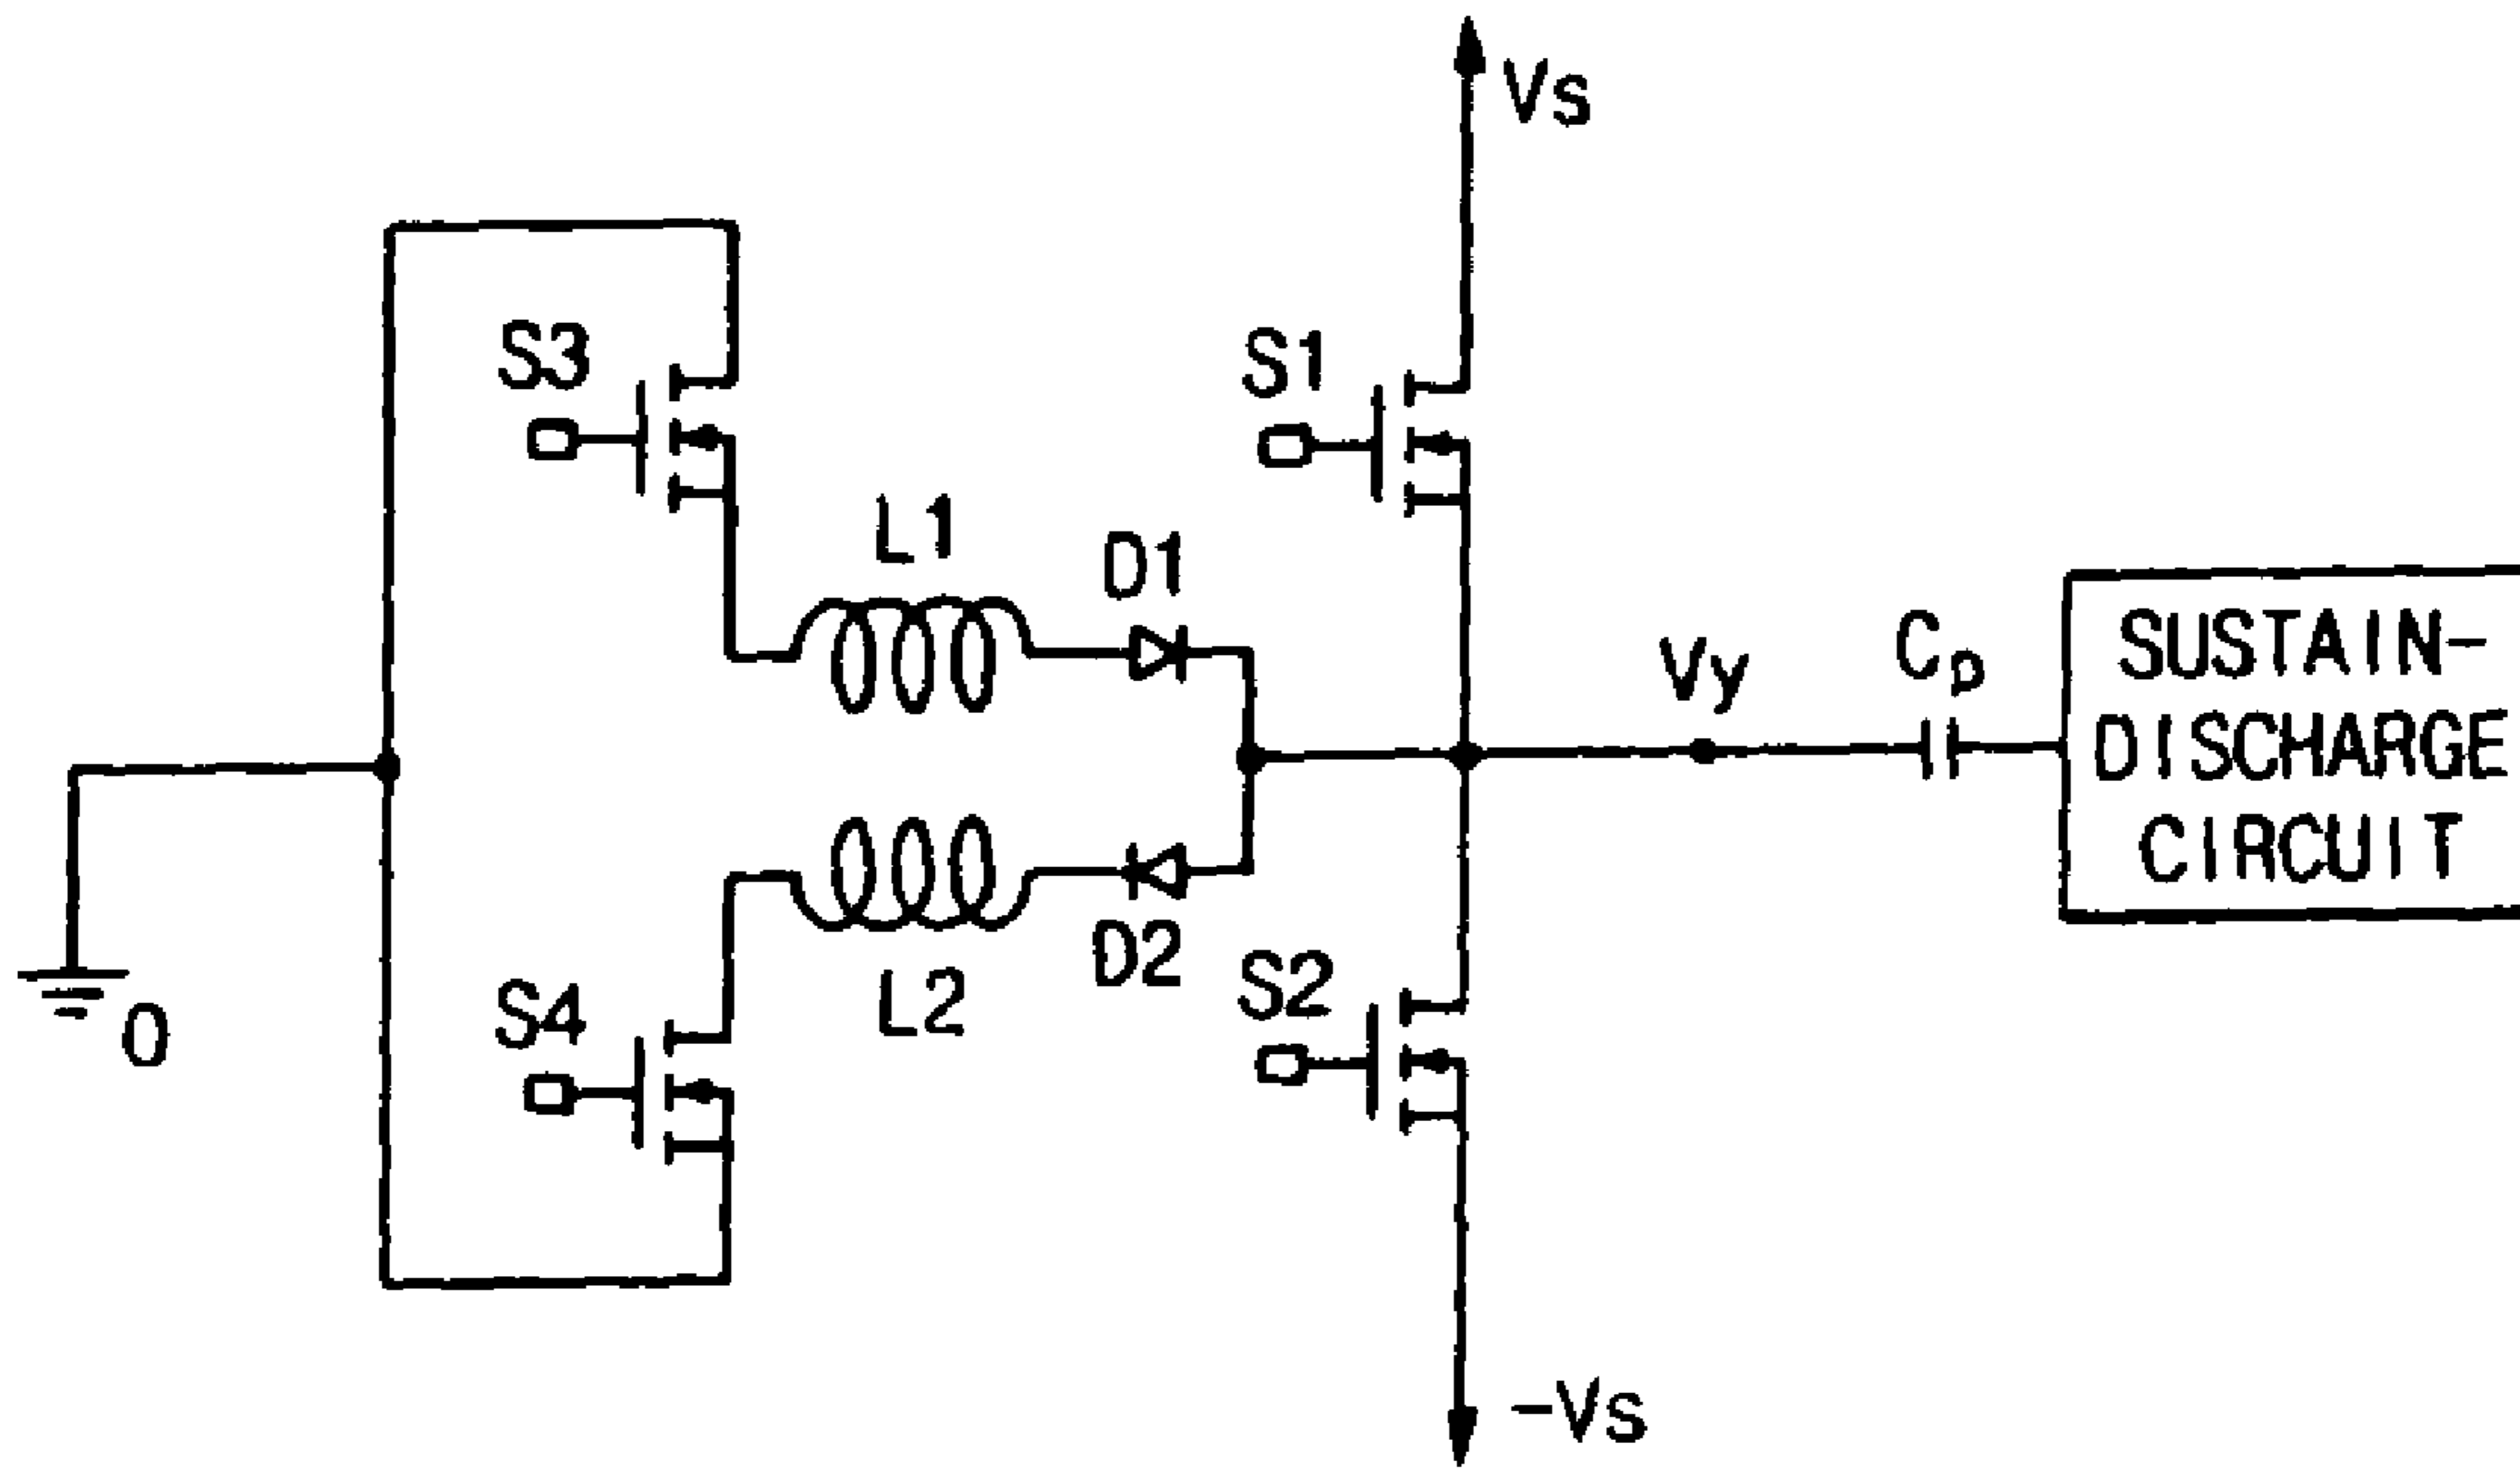 Vs
S3
S1
L1
D1
Vy
Cp
SUSTAIN-
DISCHARGE
CIRCUIT
D2
L2
S4
S2
0
-Vs